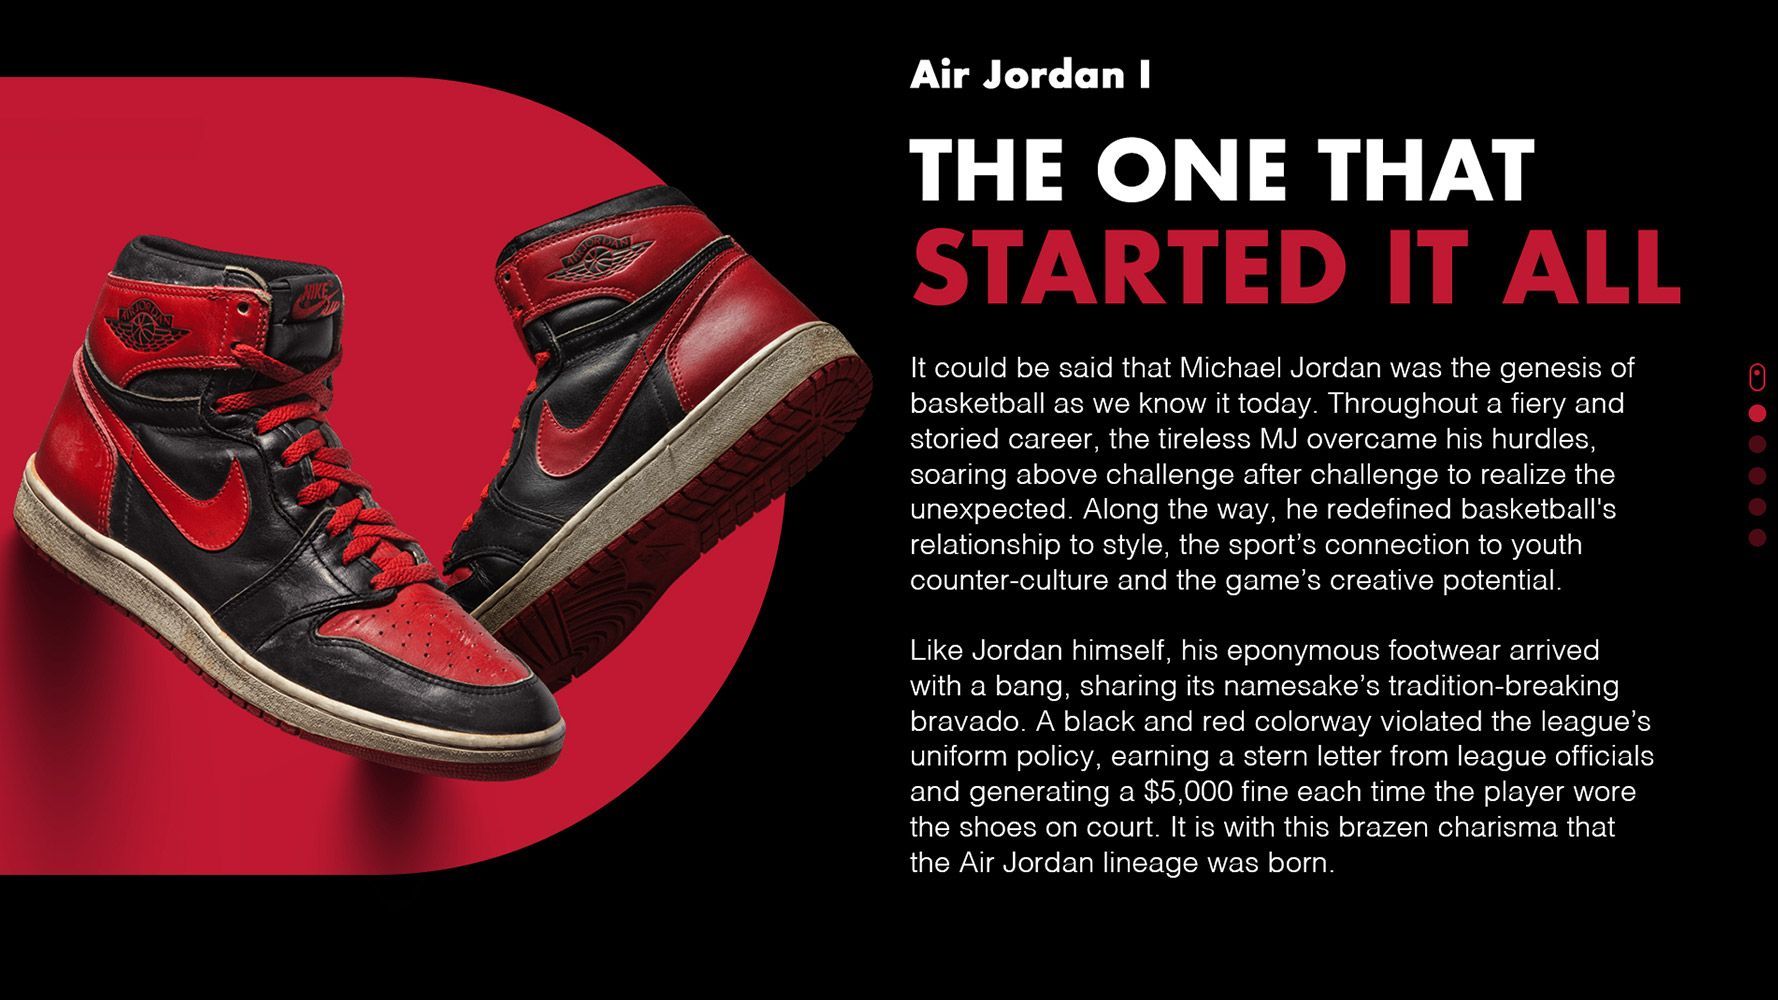 Air Jordan I
THE ONE THAT
STARTED IT ALL
It could be said that Michael Jordan was the genesis of
basketball as we know it today. Throughout a fiery and
storied career, the tireless MJ overcame his hurdles,
soaring above challenge after challenge to realize the
unexpected. Along the way, he redefined basketball's
relationship to style, the sport’s connection to youth
counter-culture and the game’s creative potential.
Like Jordan himself, his eponymous footwear arrived
with a bang, sharing its namesake’s tradition-breaking
bravado. A black and red colorway violated the league’s
uniform policy, earning a stern letter from league officials
and generating a $5,000 fine each time the player wore
the shoes on court. It is with this brazen charisma that
the Air Jordan lineage was born.
AIR JORDAN
NIKE
AIR
AIR JORDAN